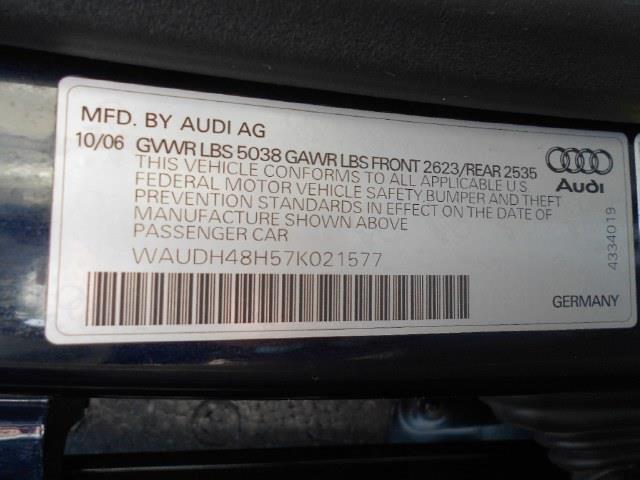 MFD. BY AUDI AG
10/06 GVWR LBS 5038 GAWR LBS FRONT 2623/REAR 2535
THIS VEHICLE CONFORMS TO ALL APPLICABLE U.S.
FEDERAL MOTOR VEHICLE SAFETY,BUMPER AND THEFT
PREVENTION STANDARDS IN EFFECT ON THE DATE OF
MANUFACTURE SHOWN ABOVE
PASSENGER CAR
WAUDH48H57K021577
Audi
4334019
GERMANY